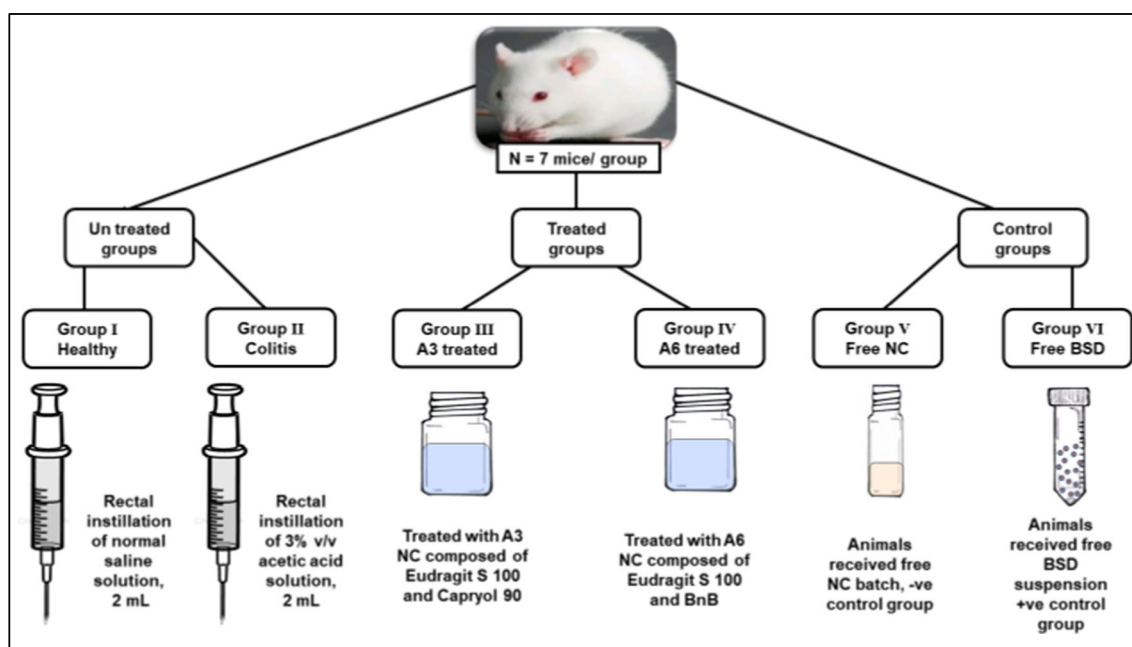 N = 7 mice/ group
Un treated
groups
Treated
groups
Control
groups
Group I
Healthy
Group II
Colitis
Group III
A3 treated
Group IV
A6 treated
Group V
Free NC
Group VI
Free BSD
Rectal
instillation
of normal
saline
solution,
2 mL
Rectal
instillation
of 3% v/v
acetic acid
solution,
2 mL
Treated with A3
NC composed of
Eudragit S 100
and Capryol 90
Treated with A6
NC composed of
Eudragit S 100
and BnB
Animals
received free
NC batch, -ve
control group
Animals
received free
BSD
suspension
+ve control
group